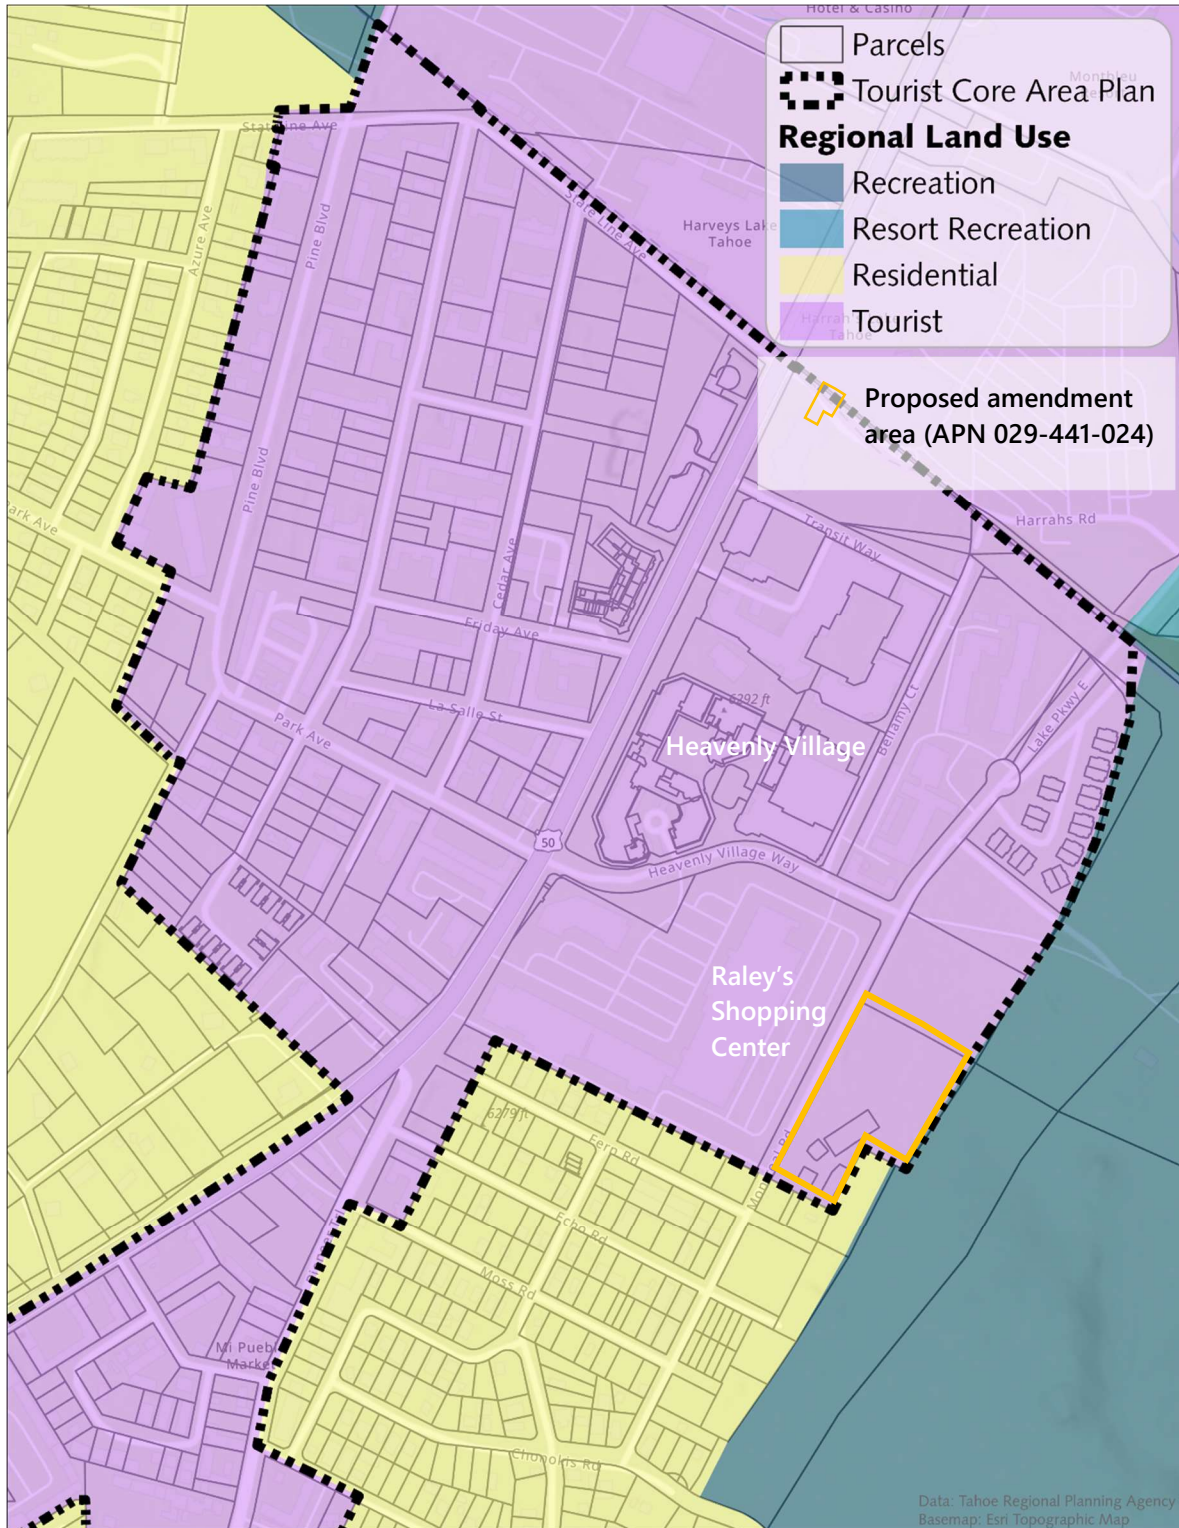 Hotel & Casino
Parcels
Montbleu
Tourist Core Area Plan
Regional Land Use
Recreation
Resort Recreation
Residential
Tourist
Harveys Lake
Tahoe
Tahoe
Proposed amendment
area (APN 029-441-024)
State Line Ave
Pine Blvd
Azure Ave
State Line Ave
Pine Blvd
Park Ave
Transit Way
Harrahs Rd
Cedar Ave
Friday Ave
La Salle St
Park Ave
6292 ft
Heavenly Village
Bellamy Ct
Lake Pkwy E
50
Heavenly Village Way
Raley's
Shopping
Center
6279 ft
Fern Rd
Echo Rd
Moss Rd
Mi Puebl
Market
Chonokis Rd
Data: Tahoe Regional Planning Agency
Basemap: Esri Topographic Map